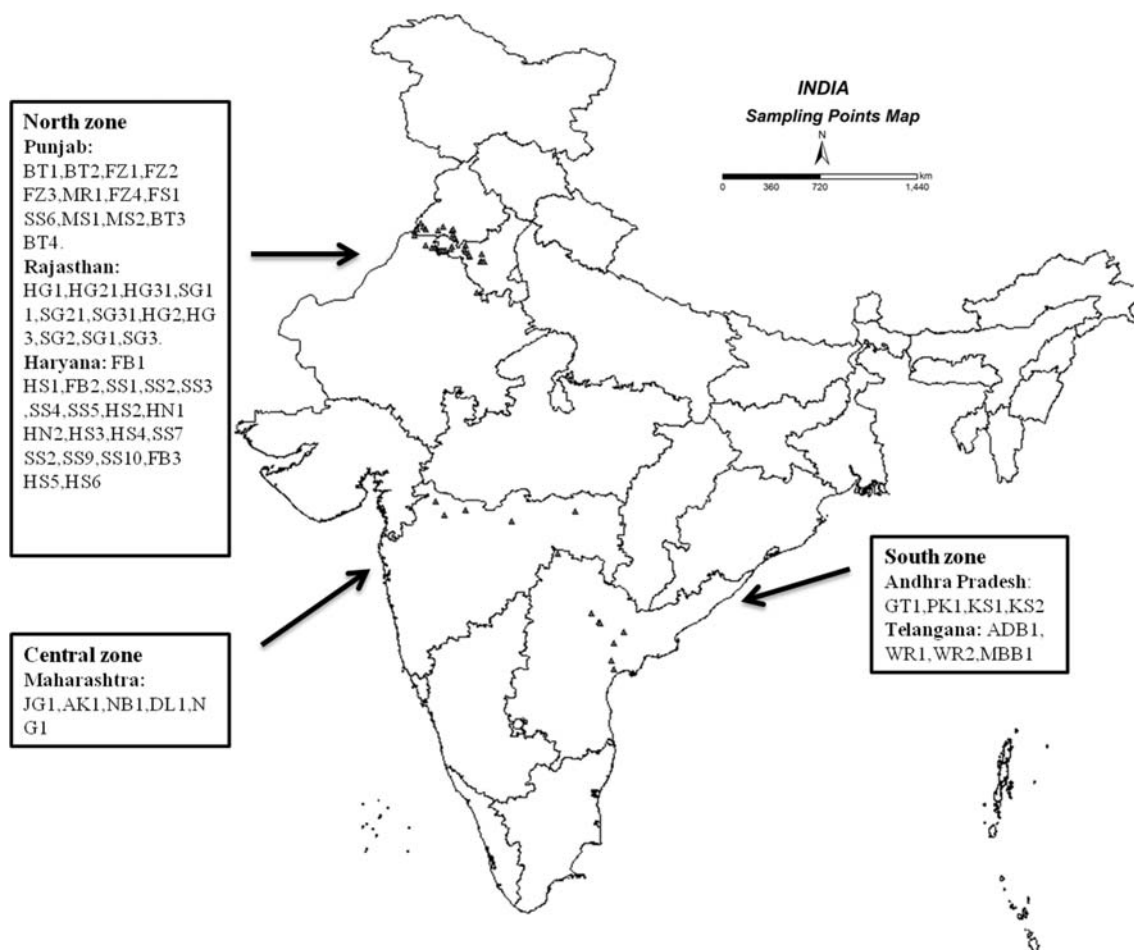 INDIA
Sampling Points Map
N
km
0 360 720 1,440
North zone
Punjab:
BT1,BT2,FZ1,FZ2
FZ3,MR1,FZ4,FS1
SS6,MS1,MS2,BT3
BT4.
Rajasthan:
HG1,HG21,HG31,SG1
1,SG21,SG31,HG2,HG
3,SG2,SG1,SG3.
Haryana: FB1
HS1,FB2,SS1,SS2,SS3
,SS4,SS5,HS2,HN1
HN2,HS3,HS4,SS7
SS2,SS9,SS10,FB3
HS5,HS6
Central zone
Maharashtra:
JG1,AK1,NB1,DL1,N
G1
South zone
Andhra Pradesh:
GT1,PK1,KS1,KS2
Telangana: ADB1,
WR1,WR2,MBB1